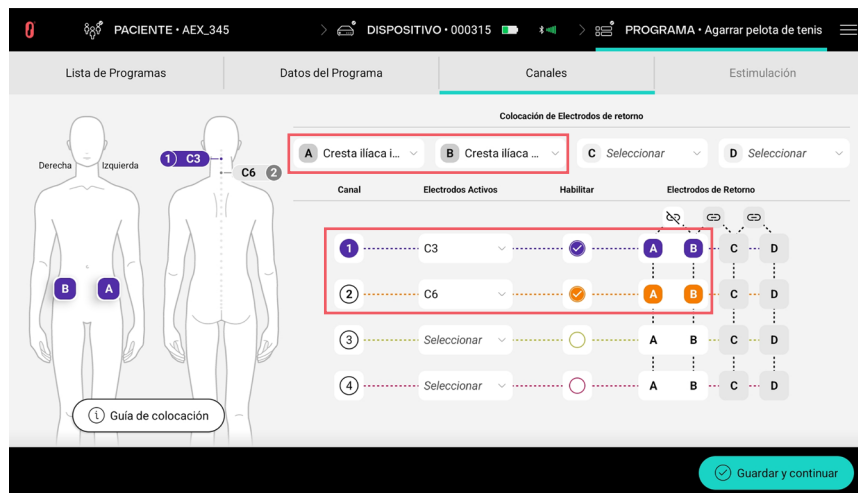 PACIENTE • AEX_345
DISPOSITIVO • 000315
PROGRAMA • Agarrar pelota de tenis
Lista de Programas
Datos del Programa
Canales
Estimulación
Colocación de Electrodos de retorno
A Cresta ilíaca i...
B Cresta ilíaca ...
C Seleccionar
D Seleccionar
Derecha
Izquierda
1 C3
C6 2
B A
Guía de colocación
Canal Electrodos Activos Habilitar Electrodos de Retorno
1 C3 A B C D
2 C6 A B C D
3 Seleccionar A B C D
4 Seleccionar A B C D
Guardar y continuar